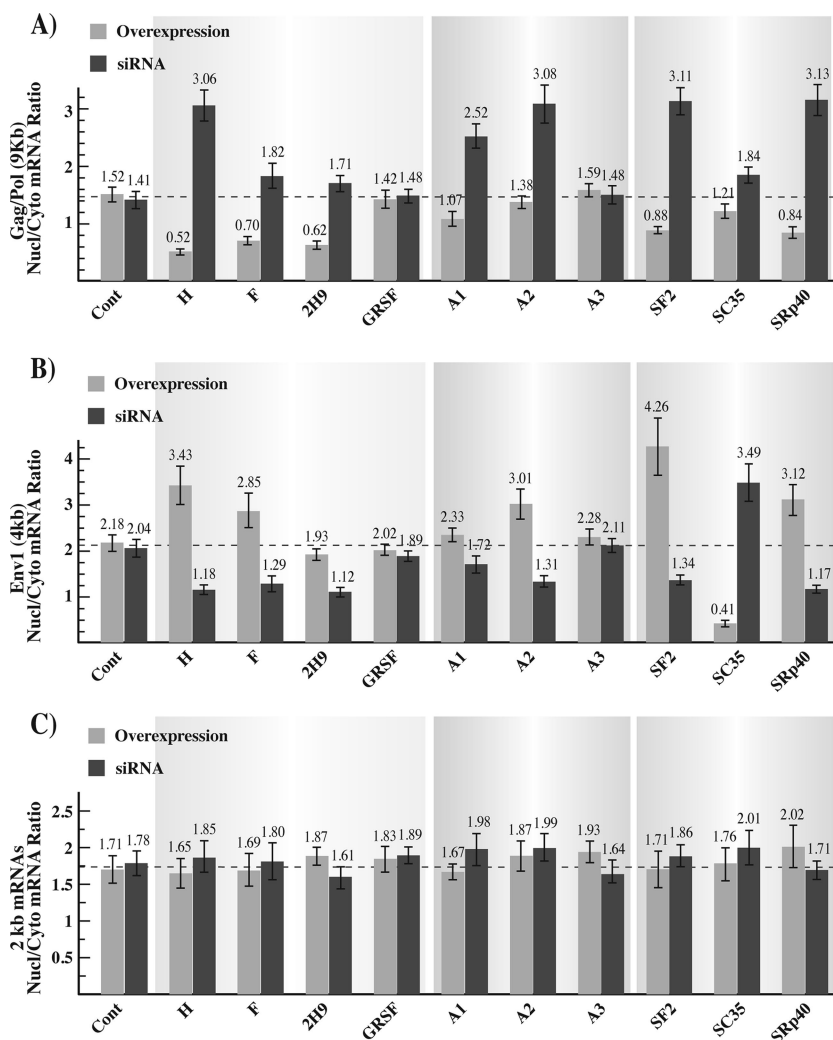 A)
Overexpression
siRNA
Gag/Pol (9Kb)
Nucl/Cyto mRNA Ratio
3
2
1
1.52 1.41 0.52 3.06 0.70 1.82 0.62 1.71 1.42 1.48 1.07 2.52 1.38 3.08 1.59 1.48 0.88 3.11 1.21 1.84 0.84 3.13
Cont H F 2H9 GRSF A1 A2 A3 SF2 SC35 SRp40
B)
Overexpression
siRNA
Env1 (4kb)
Nucl/Cyto mRNA Ratio
4
3
2
1
2.18 2.04 3.43 1.18 2.85 1.29 1.93 1.12 2.02 1.89 2.33 1.72 3.01 1.31 2.28 2.11 4.26 1.34 0.41 3.49 3.12 1.17
Cont H F 2H9 GRSF A1 A2 A3 SF2 SC35 SRp40
C)
Overexpression
siRNA
2 kb mRNAs
Nucl/Cyto mRNA Ratio
2.5
2
1.5
1
0.5
1.71 1.78 1.65 1.85 1.69 1.80 1.87 1.61 1.83 1.89 1.67 1.98 1.87 1.99 1.93 1.64 1.71 1.86 1.76 2.01 2.02 1.71
Cont H F 2H9 GRSF A1 A2 A3 SF2 SC35 SRp40